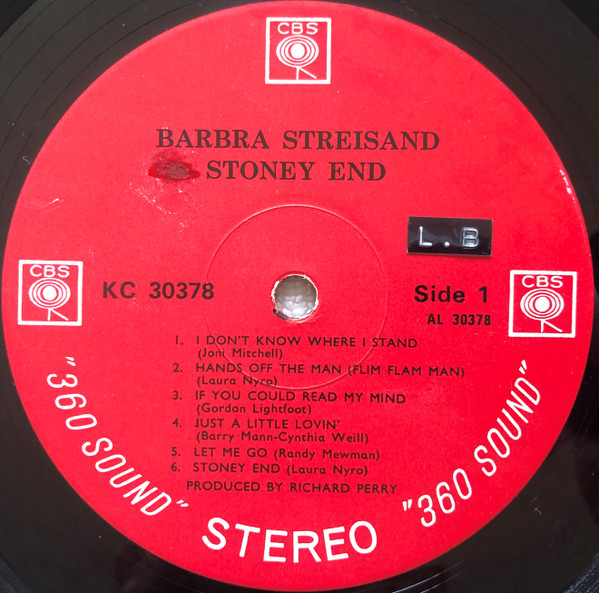 CBS
BARBRA STREISAND
STONEY END
L.B
CBS
CBS
KC 30378
Side 1
AL 30378
1. I DON'T KNOW WHERE I STAND
(Joni Mitchell)
2. HANDS OFF THE MAN (FLIM FLAM MAN)
(Laura Nyro)
3. IF YOU COULD READ MY MIND
(Gordon Lightfoot)
4. JUST A LITTLE LOVIN'
(Barry Mann-Cynthia Weill)
5. LET ME GO (Randy Mewman)
6. STONEY END (Laura Nyro)
PRODUCED BY RICHARD PERRY
"360 SOUND"
STEREO
"360 SOUND"